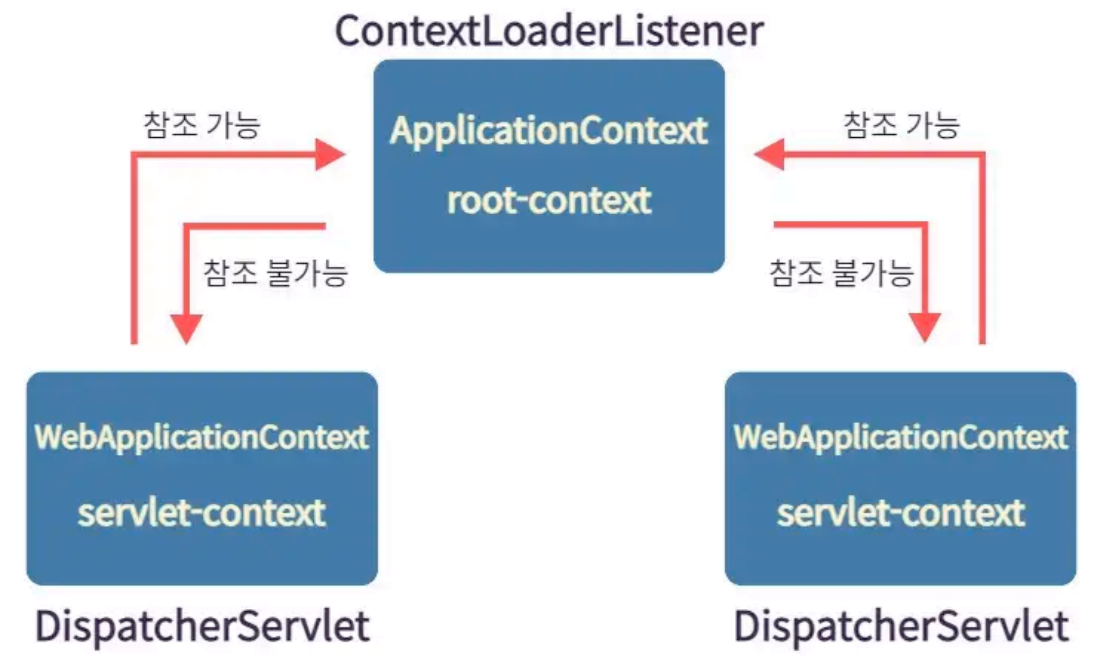 ContextLoaderListener
ApplicationContext
root-context
참조 가능
참조 가능
참조 불가능
참조 불가능
WebApplicationContext
servlet-context
DispatcherServlet
WebApplicationContext
servlet-context
DispatcherServlet